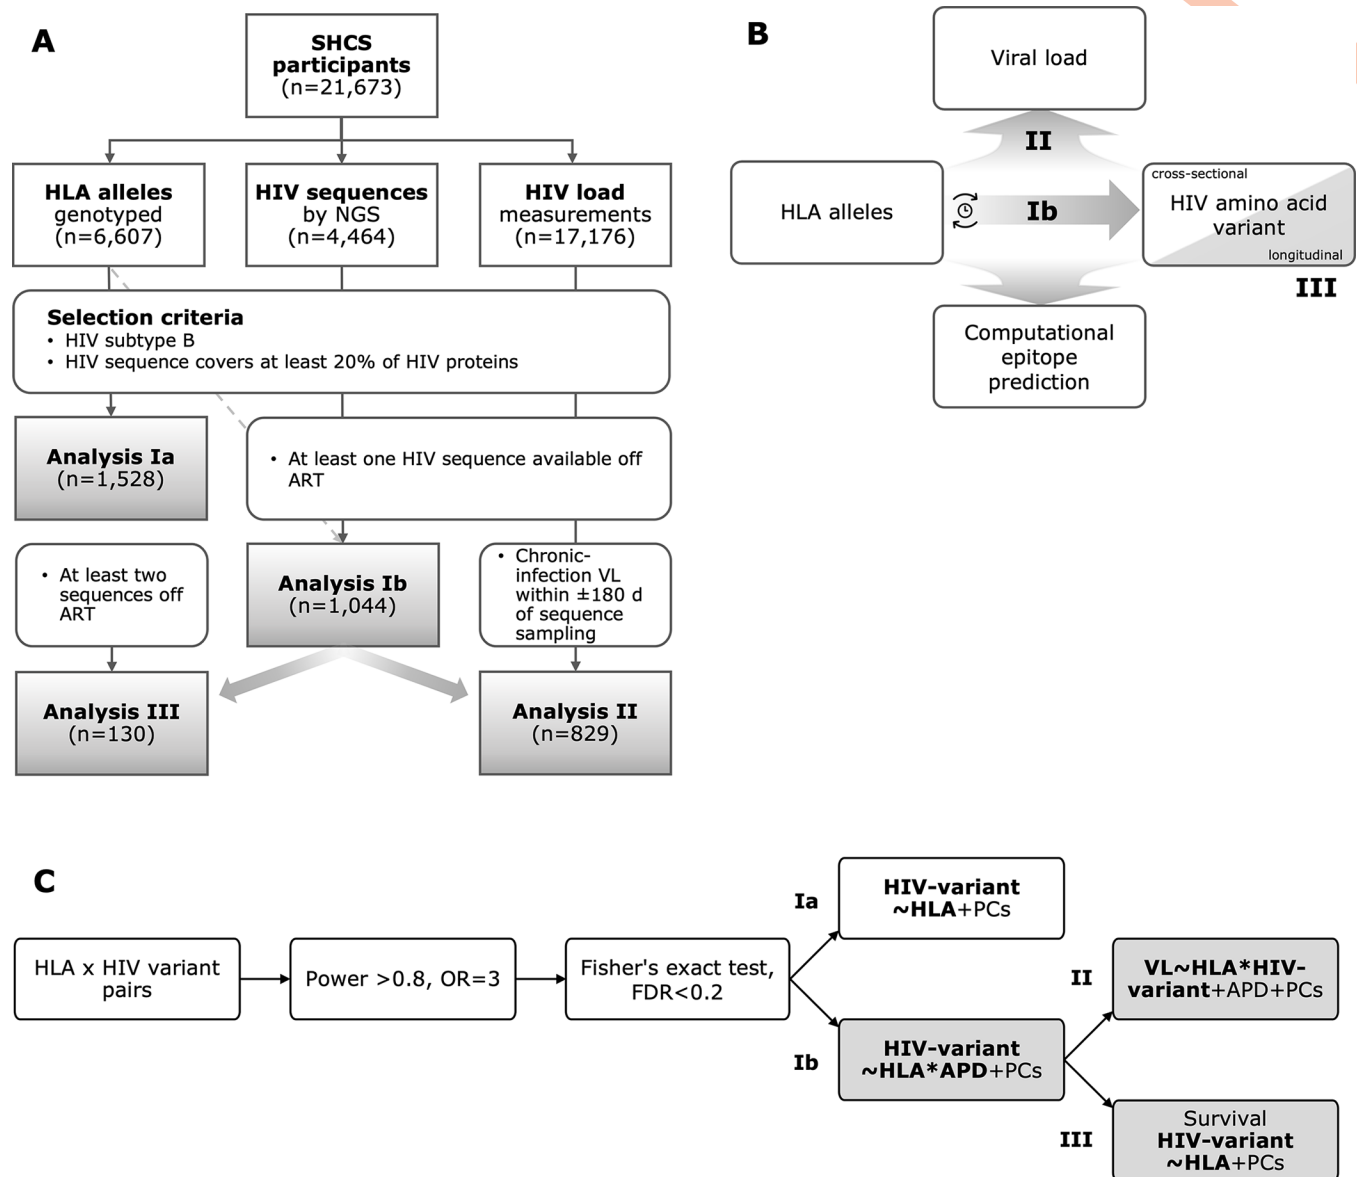 A
SHCS
participants
(n=21,673)
HLA alleles
genotyped
(n=6,607)
HIV sequences
by NGS
(n=4,464)
HIV load
measurements
(n=17,176)
Selection criteria
• HIV subtype B
• HIV sequence covers at least 20% of HIV proteins
Analysis Ia
(n=1,528)
• At least one HIV sequence available off
ART
• At least two
sequences off
ART
Analysis Ib
(n=1,044)
• Chronic-
infection VL
within ±180 d
of sequence
sampling
Analysis III
(n=130)
Analysis II
(n=829)
B
Viral load
II
HLA alleles
Ib
cross-sectional
HIV amino acid
variant
longitudinal
III
Computational
epitope
prediction
C
HLA x HIV variant
pairs
Power >0.8, OR=3
Fisher's exact test,
FDR<0.2
Ia
HIV-variant
~HLA+PCs
Ib
HIV-variant
~HLA*APD+PCs
II
VL~HLA*HIV-
variant+APD+PCs
III
Survival
HIV-variant
~HLA+PCs